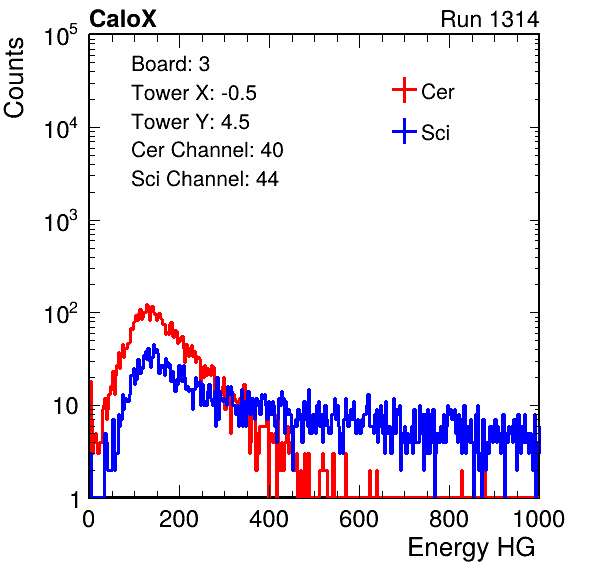 CaloX Run 1314
Counts
Board: 3
Tower X: -0.5
Tower Y: 4.5
Cer Channel: 40
Sci Channel: 44
Cer
Sci
10^5
10^4
10^3
10^2
10
1
0 200 400 600 800 1000
Energy HG